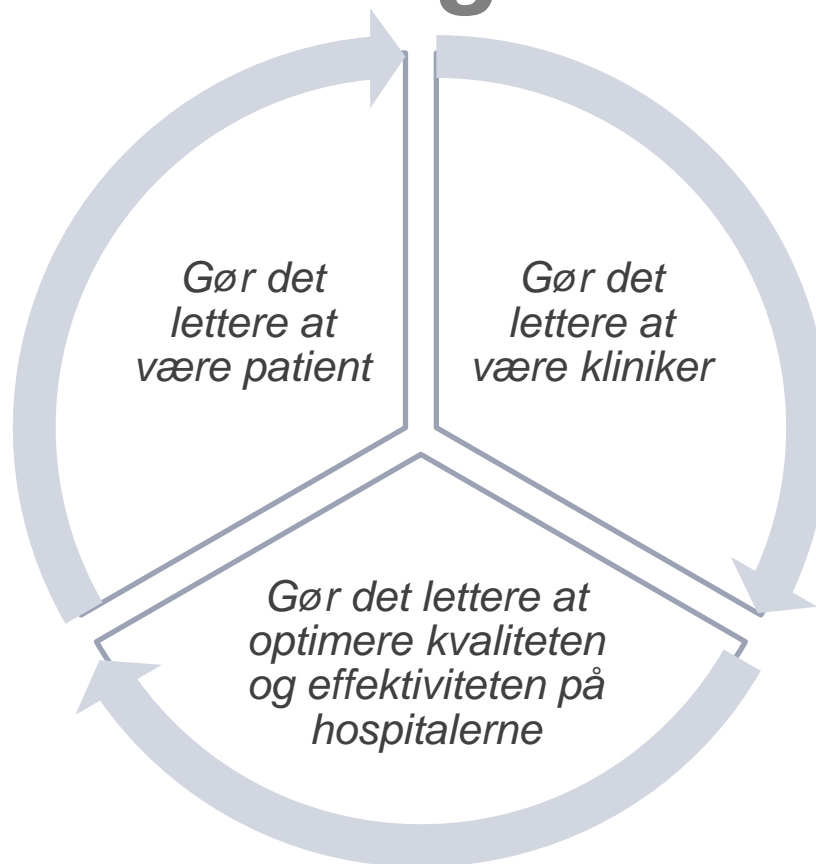 Gør det
lettere at
være patient
Gør det
lettere at
være kliniker
Gør det lettere at
optimere kvaliteten
og effektiviteten på
hospitalerne